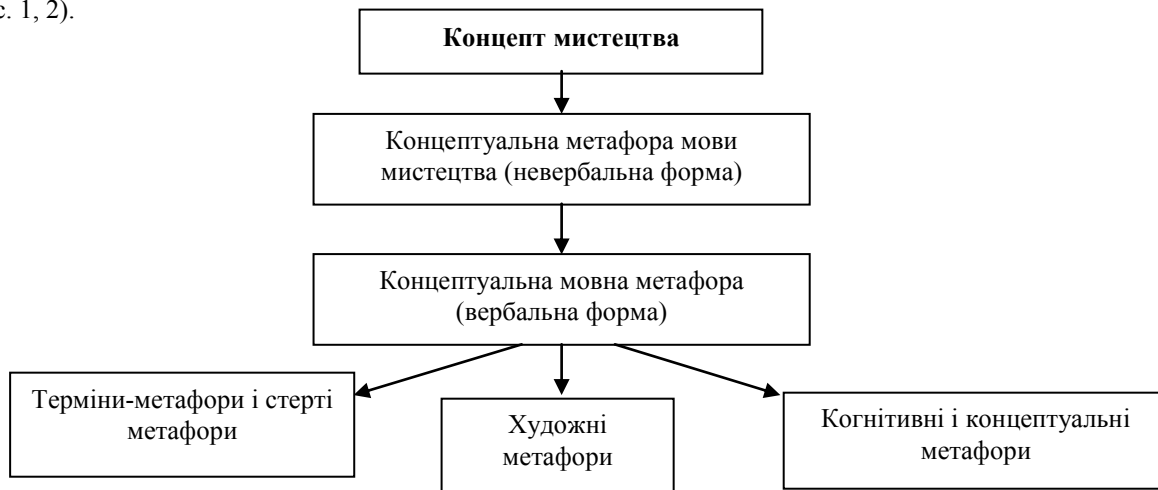 с. 1, 2).
Концепт мистецтва
Концептуальна метафора мови
мистецтва (невербальна форма)
Концептуальна мовна метафора
(вербальна форма)
Терміни-метафори і стерті
метафори
Художні
метафори
Когнітивні і концептуальні
метафори